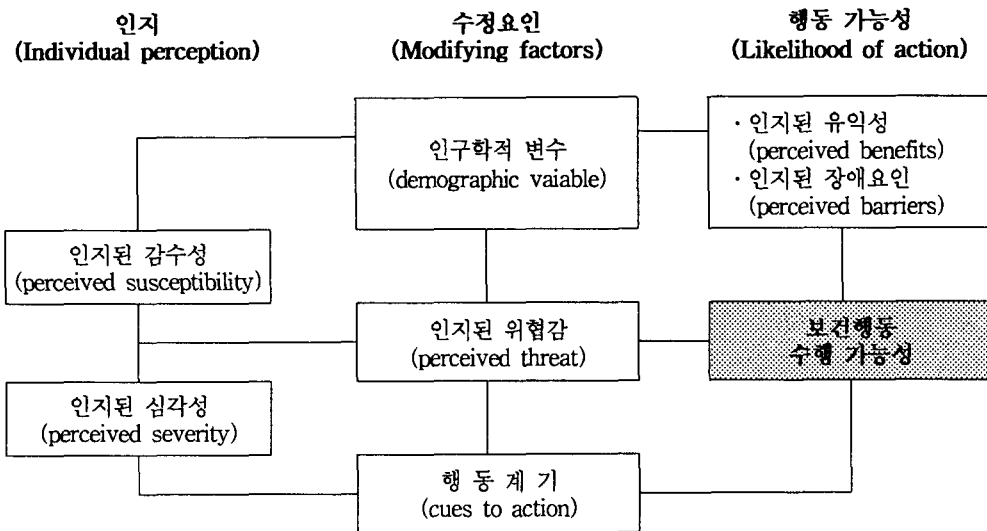 인지
(Individual perception)
수정요인
(Modifying factors)
행동 가능성
(Likelihood of action)
인구학적 변수
(demographic vaiable)
· 인지된 유익성
(perceived benefits)
· 인지된 장애요인
(perceived barriers)
인지된 감수성
(perceived susceptibility)
인지된 위협감
(perceived threat)
보건행동
수행 가능성
인지된 심각성
(perceived severity)
행 동 계 기
(cues to action)